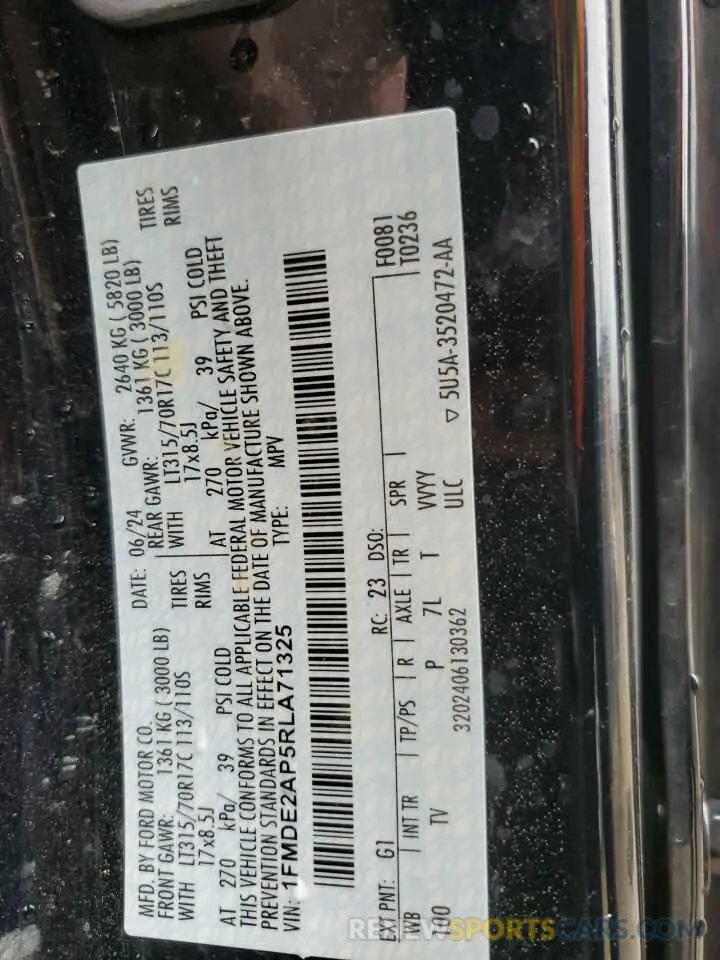 MFD. BY FORD MOTOR CO.
DATE: 06/24 GVWR: 2640 KG ( 5820 LB)
FRONT GAWR: 1361 KG ( 3000 LB) REAR GAWR: 1361 KG ( 3000 LB)
WITH LT315/70R17C 113/110S TIRES WITH LT315/70R17C 113/110S TIRES
17x8.5J RIMS 17x8.5J RIMS
AT 270 kPa/ 39 PSI COLD AT 270 kPa/ 39 PSI COLD
THIS VEHICLE CONFORMS TO ALL APPLICABLE FEDERAL MOTOR VEHICLE SAFETY AND THEFT
PREVENTION STANDARDS IN EFFECT ON THE DATE OF MANUFACTURE SHOWN ABOVE.
VIN: 1FMDE2AP5RLA71325 TYPE: MPV
EXT PNT: G1 RC: 23 DSO: F0081
WB INT TR TP/PS R AXLE TR SPR T0236
100 TV P 7L T VVYY
ULC
3202406130362 ▽ 5U5A-3520472-AA
REVIEWSPORTSCARS.COM